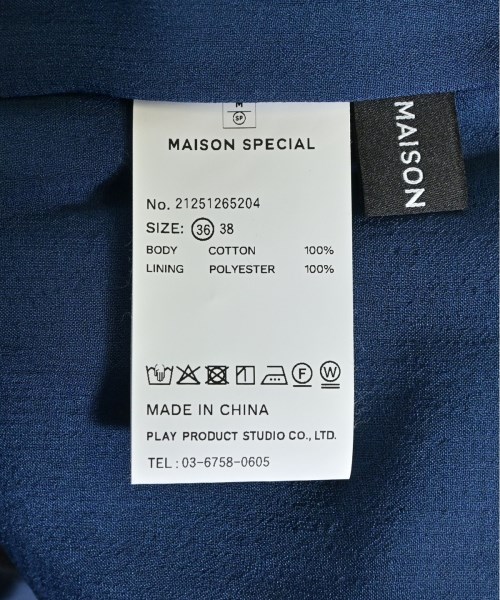 M
SP
MAISON SPECIAL
No. 21251265204
SIZE: 36 38
BODY COTTON 100%
LINING POLYESTER 100%
F W
MADE IN CHINA
PLAY PRODUCT STUDIO CO., LTD.
TEL : 03-6758-0605
MAISON